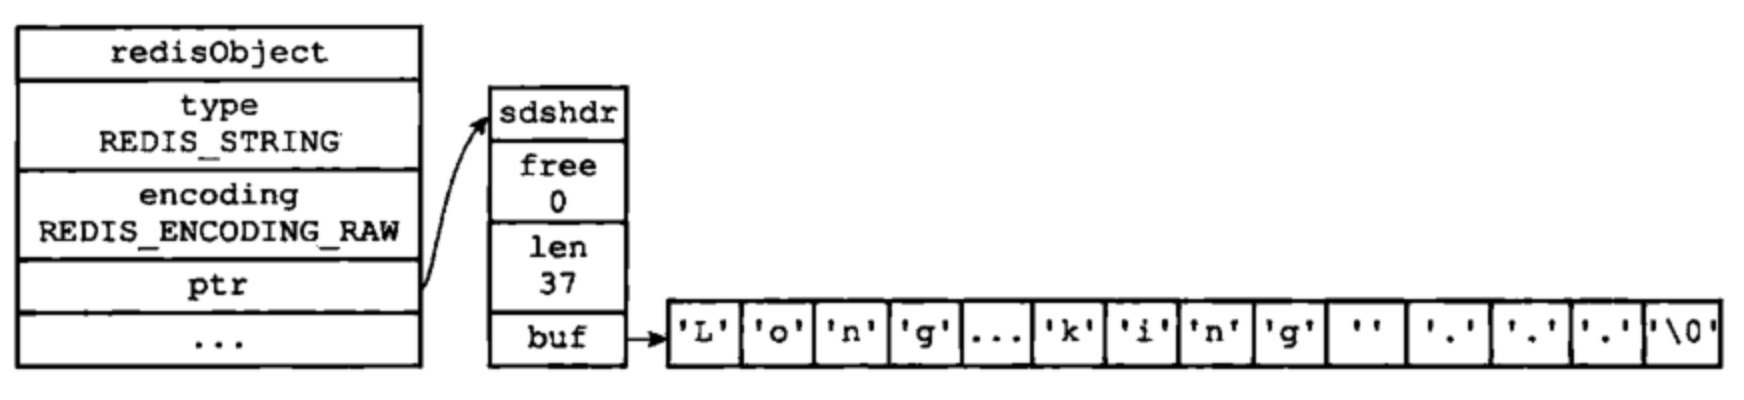 redisObject
type
REDIS_STRING
encoding
REDIS_ENCODING_RAW
ptr
...
sdshdr
free
0
len
37
buf
'L' 'o' 'n' 'g' ... 'k' 'i' 'n' 'g' '' '.' '.' '.' '\0'